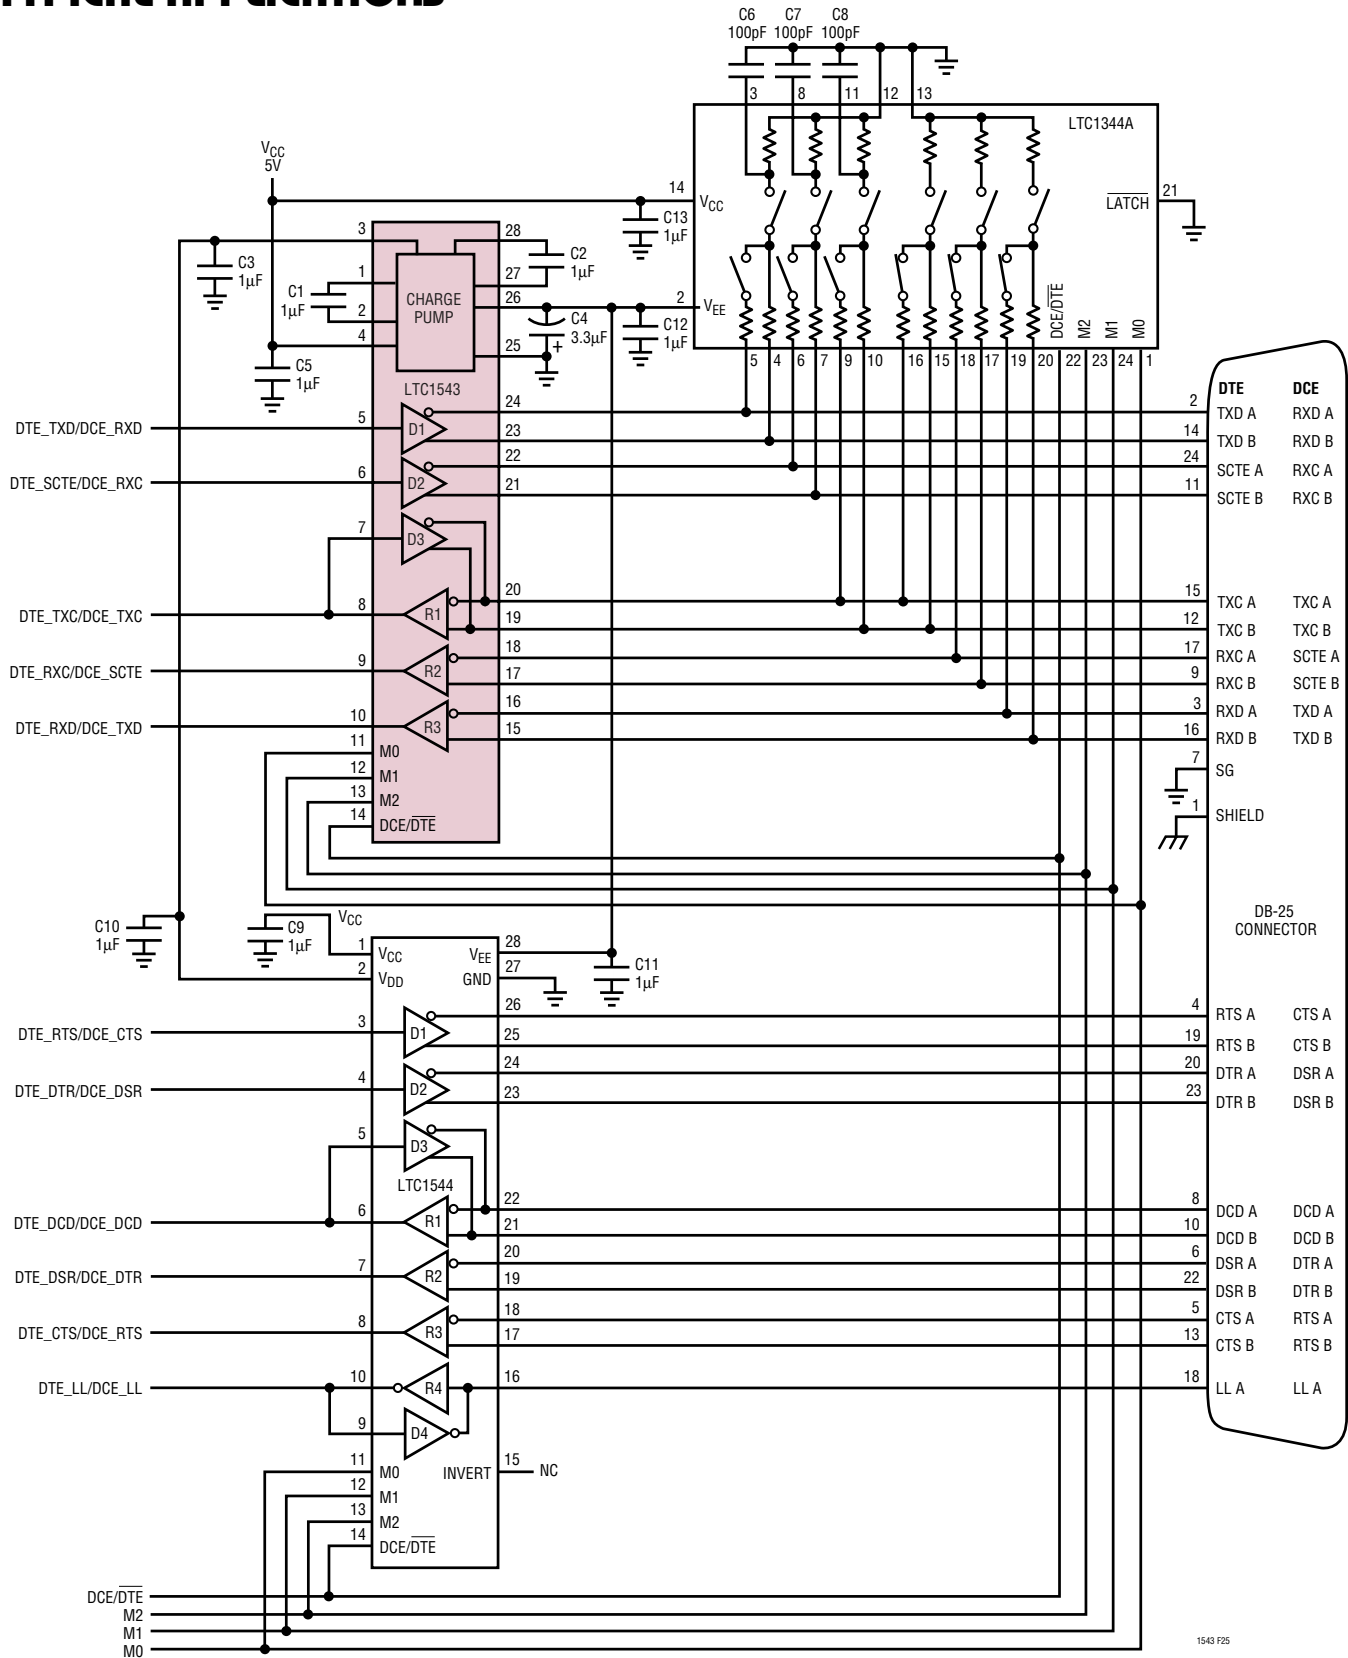 TYPICAL APPLICATIONS
C6 C7 C8
100pF 100pF 100pF
3 8 11 12 13
LTC1344A
VCC
5V
14 VCC
C13
1µF
LATCH 21
3
28
C3
1µF
C2
1µF
27
1
C1
1µF
2
CHARGE
PUMP
26
2 VEE
C4
3.3µF
+
C12
1µF
4
25
C5
1µF
DCE/DTE M2 M1 M0
5 4 6 7 9 10 16 15 18 17 19 20 22 23 24 1
LTC1543
DTE DCE
DTE_TXD/DCE_RXD 5 D1 24 2 TXD A RXD A
23 14 TXD B RXD B
DTE_SCTE/DCE_RXC 6 D2 22 24 SCTE A RXC A
21 11 SCTE B RXC B
7 D3
DTE_TXC/DCE_TXC 8 R1 20 15 TXC A TXC A
19 12 TXC B TXC B
DTE_RXC/DCE_SCTE 9 R2 18 17 RXC A SCTE A
17 9 RXC B SCTE B
DTE_RXD/DCE_TXD 10 R3 16 3 RXD A TXD A
15 16 RXD B TXD B
11 M0
12 M1
13 M2
14 DCE/DTE
7 SG
1 SHIELD
DB-25
CONNECTOR
C10
1µF
C9
1µF
VCC
1 VCC VEE 28
2 VDD GND 27
C11
1µF
DTE_RTS/DCE_CTS 3 D1 26 4 RTS A CTS A
25 19 RTS B CTS B
DTE_DTR/DCE_DSR 4 D2 24 20 DTR A DSR A
23 23 DTR B DSR B
5 D3
LTC1544
DTE_DCD/DCE_DCD 6 R1 22 8 DCD A DCD A
21 10 DCD B DCD B
DTE_DSR/DCE_DTR 7 R2 20 6 DSR A DTR A
19 22 DSR B DTR B
DTE_CTS/DCE_RTS 8 R3 18 5 CTS A RTS A
17 13 CTS B RTS B
DTE_LL/DCE_LL 10 R4 16 18 LL A LL A
9 D4
11 M0 INVERT 15 NC
12 M1
13 M2
14 DCE/DTE
DCE/DTE
M2
M1
M0
1543 F25